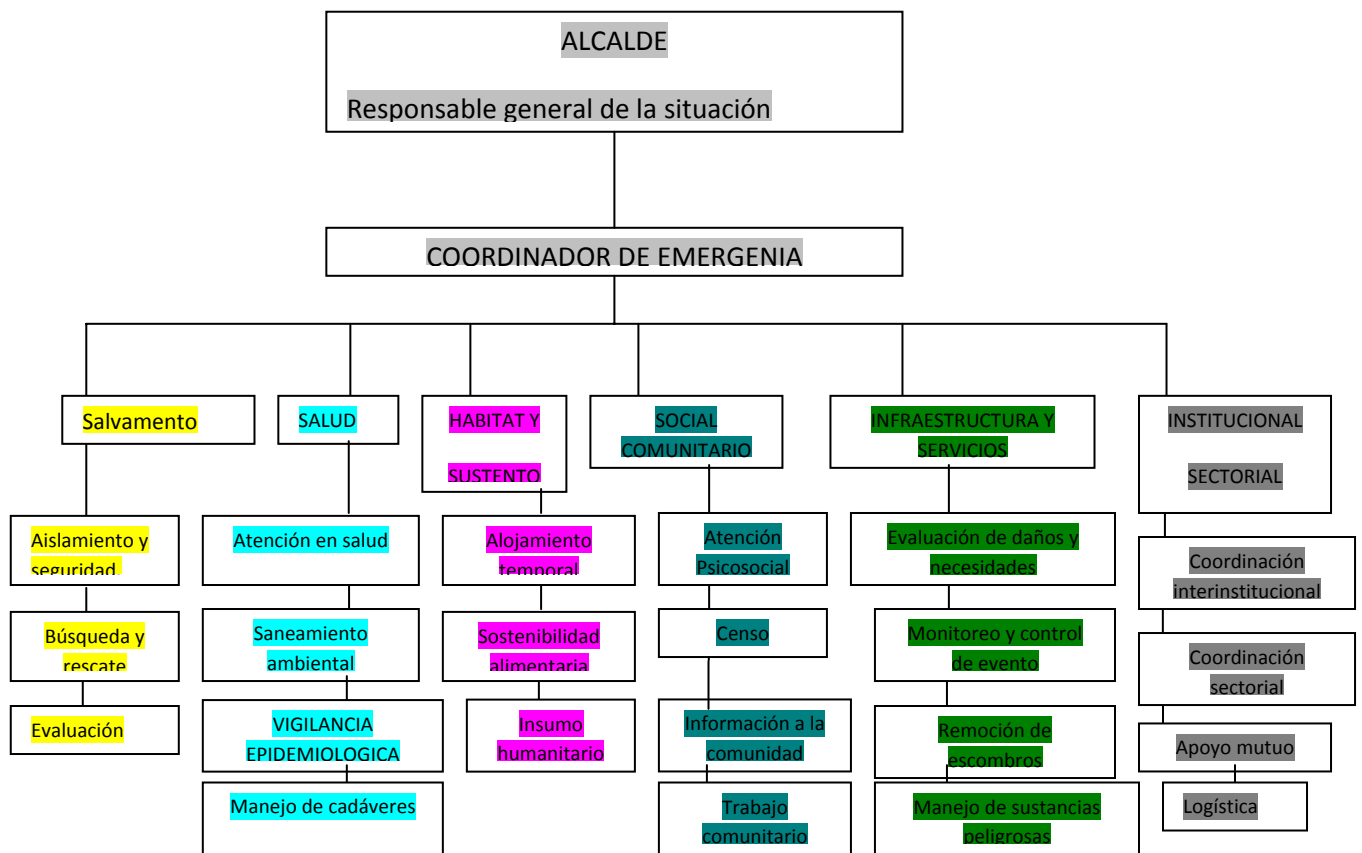 ALCALDE
Responsable general de la situación
COORDINADOR DE EMERGENIA
Salvamento
Aislamiento y
seguridad
Búsqueda y
rescate
Evaluación
SALUD
Atención en salud
Saneamiento
ambiental
VIGILANCIA
EPIDEMIOLOGICA
Manejo de cadáveres
HABITAT Y
SUSTENTO
Alojamiento
temporal
Sostenibilidad
alimentaria
Insumo
humanitario
SOCIAL
COMUNITARIO
Atención
Psicosocial
Censo
Información a la
comunidad
Trabajo
comunitario
INFRAESTRUCTURA Y
SERVICIOS
Evaluación de daños y
necesidades
Monitoreo y control
de evento
Remoción de
escombros
Manejo de sustancias
peligrosas
INSTITUCIONAL
SECTORIAL
Coordinación
interinstitucional
Coordinación
sectorial
Apoyo mutuo
Logística